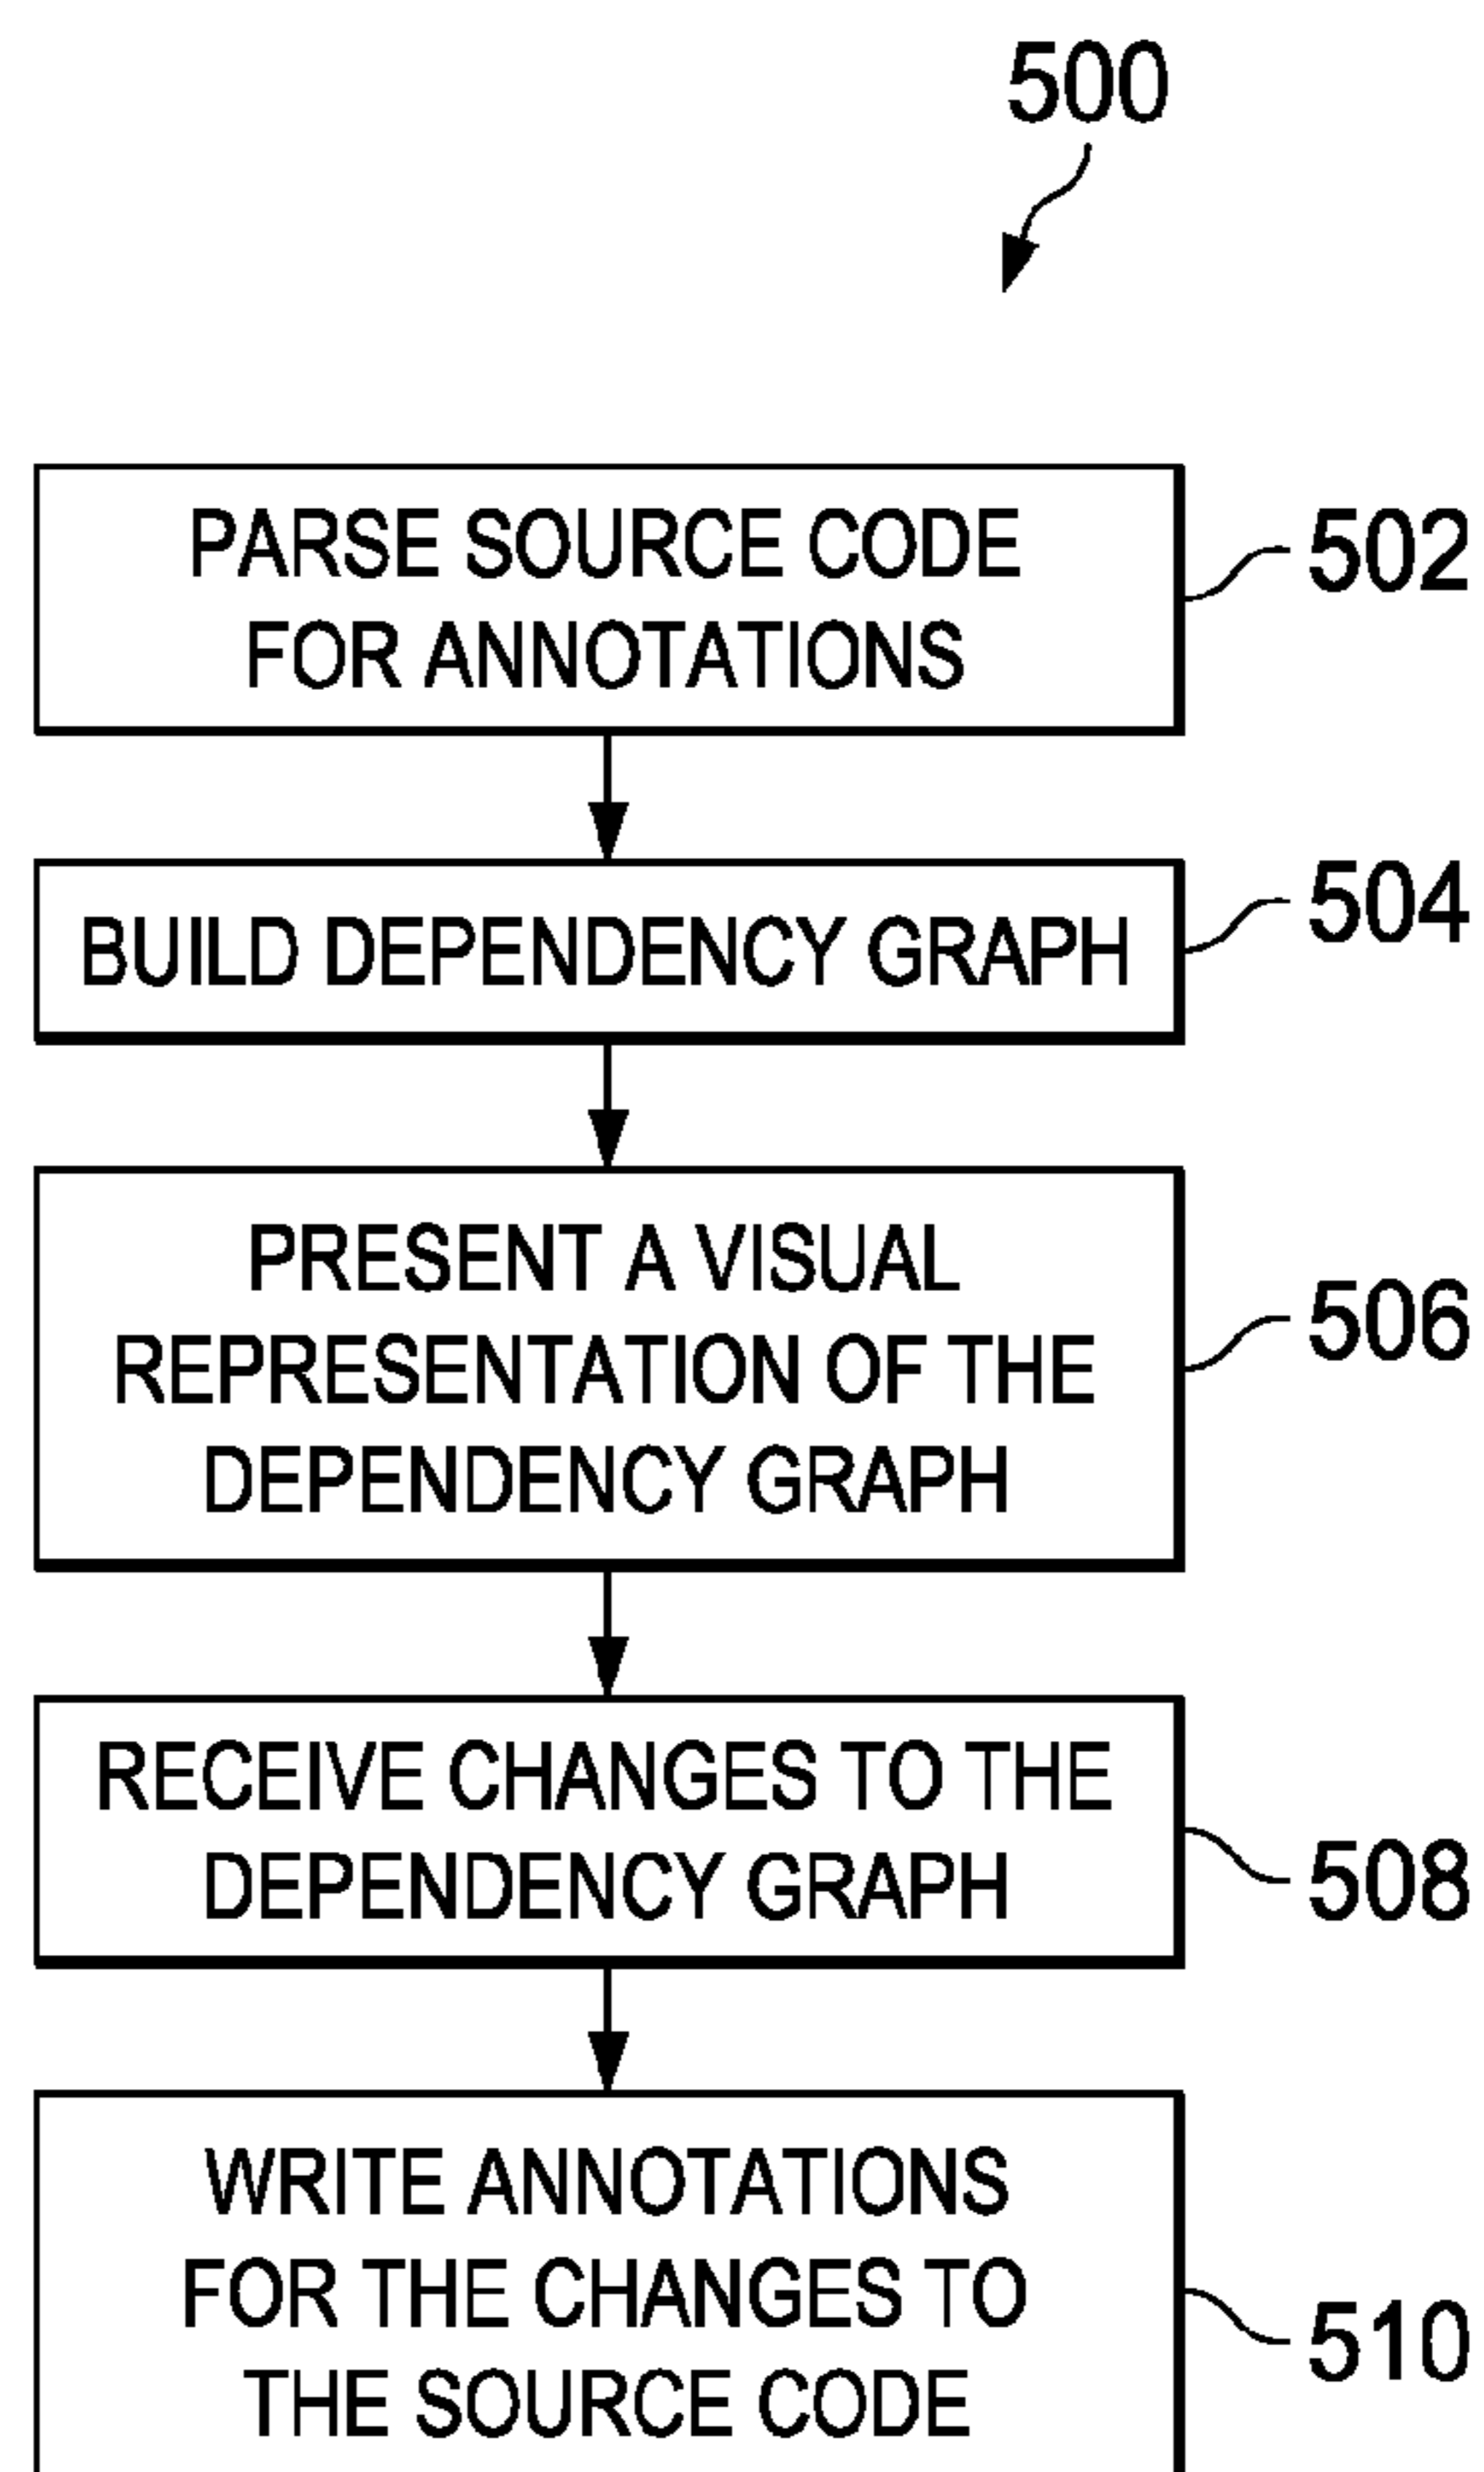 500
PARSE SOURCE CODE
FOR ANNOTATIONS
502
BUILD DEPENDENCY GRAPH
504
PRESENT A VISUAL
REPRESENTATION OF THE
DEPENDENCY GRAPH
506
RECEIVE CHANGES TO THE
DEPENDENCY GRAPH
508
WRITE ANNOTATIONS
FOR THE CHANGES TO
THE SOURCE CODE
510